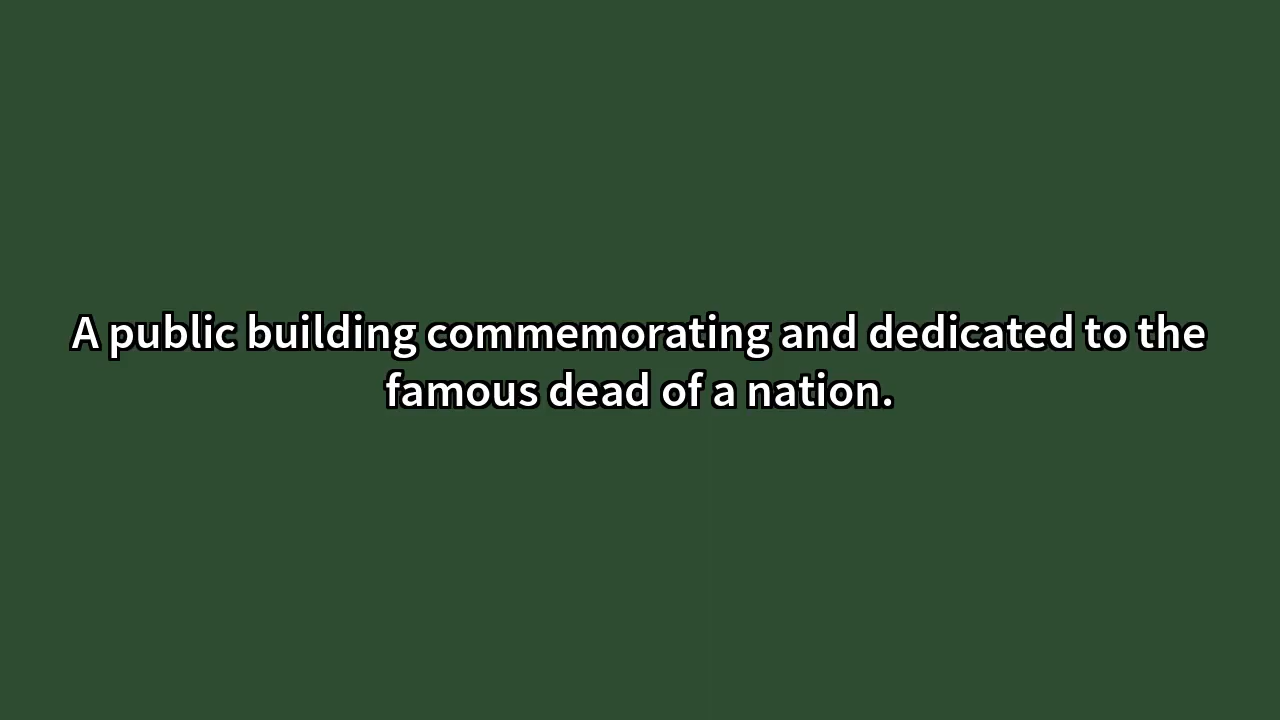 A public building commemorating and dedicated to the
famous dead of a nation.